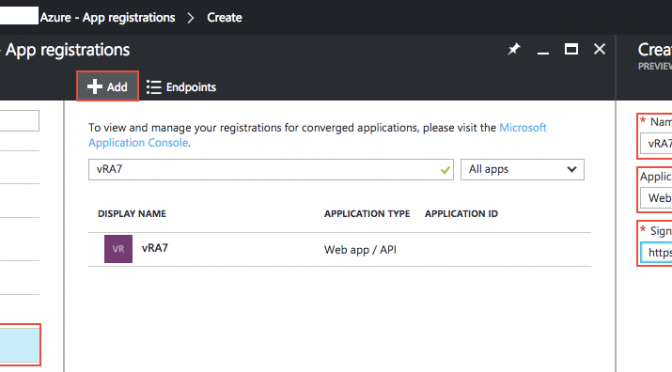 Azure - App registrations > Create
- App registrations
Crea
PREVIEW
+ Add
Endpoints
To view and manage your registrations for converged applications, please visit the Microsoft
Application Console.
vRA7
All apps
DISPLAY NAME
APPLICATION TYPE
APPLICATION ID
VR
vRA7
Web app / API
* Nam
vRA7
Applic
Web
* Sign
https